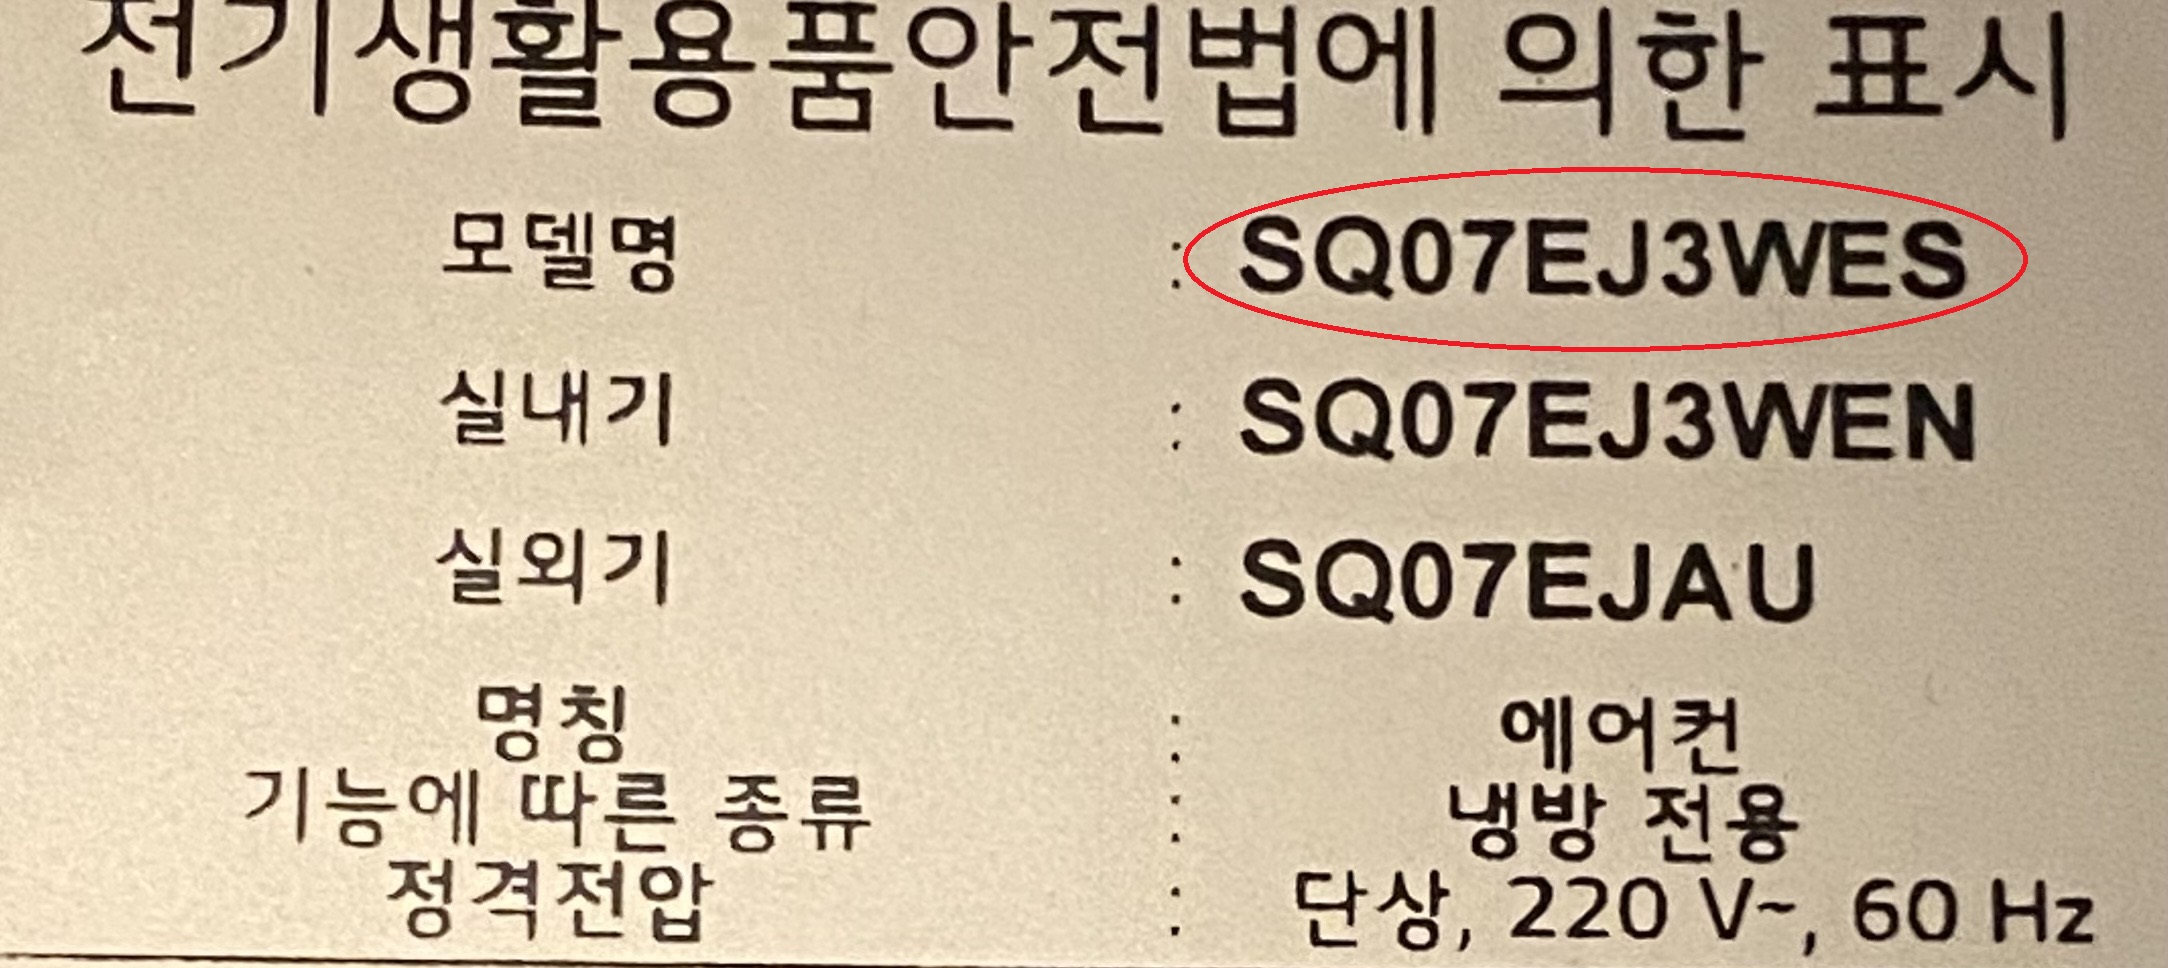 전기생활용품안전법에 의한 표시
모델명 : SQ07EJ3WES
실내기 : SQ07EJ3WEN
실외기 : SQ07EJAU
명칭 : 에어컨
기능에 따른 종류 : 냉방 전용
정격전압 : 단상, 220 V~, 60 Hz